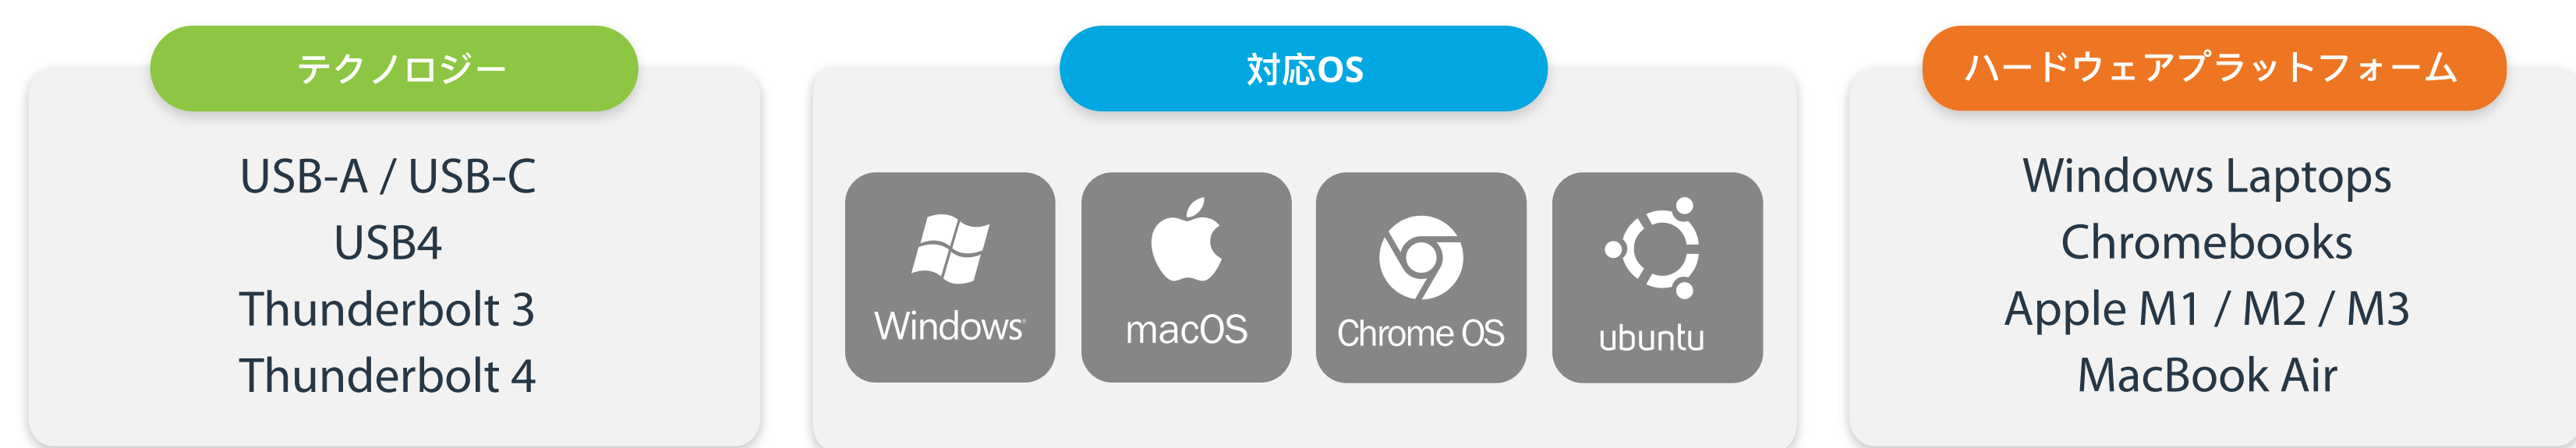 テクノロジー
USB-A / USB-C
USB4
Thunderbolt 3
Thunderbolt 4
対応OS
Windows
macOS
Chrome OS
ubuntu
ハードウェアプラットフォーム
Windows Laptops
Chromebooks
Apple M1 / M2 / M3
MacBook Air